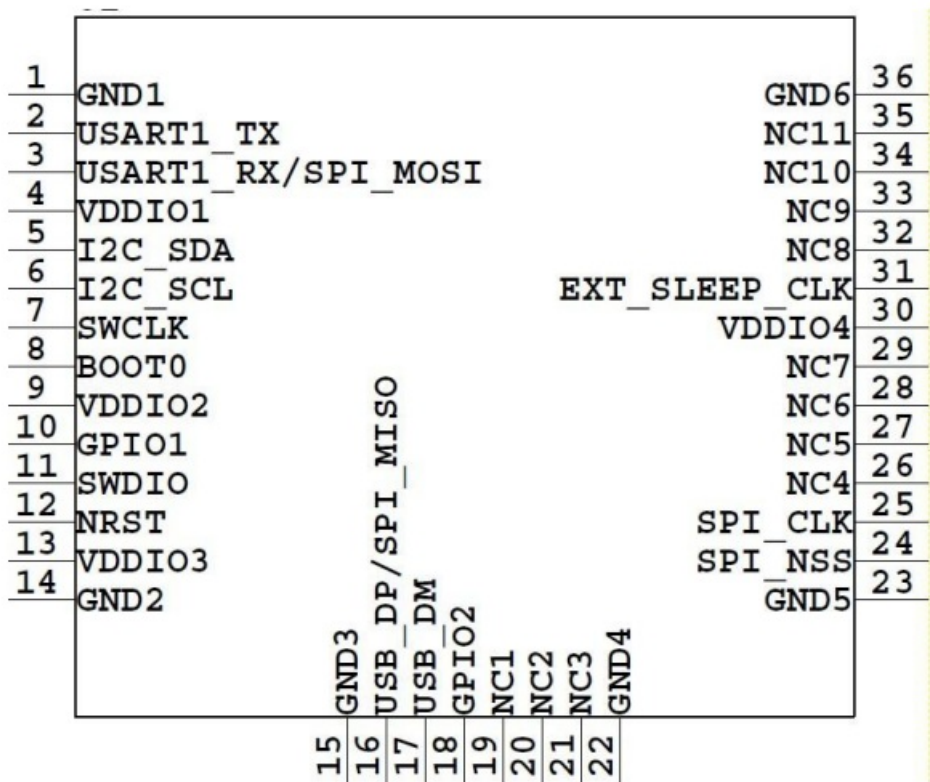 1 GND1
2 USART1_TX
3 USART1_RX/SPI_MOSI
4 VDDIO1
5 I2C_SDA
6 I2C_SCL
7 SWCLK
8 BOOT0
9 VDDIO2
10 GPIO1
11 SWDIO
12 NRST
13 VDDIO3
14 GND2
15 GND3
16 USB_DP/SPI_MISO
17 USB_DM
18 GPIO2
19 NC1
20 NC2
21 NC3
22 GND4
GND6 36
NC11 35
NC10 34
NC9 33
NC8 32
EXT_SLEEP_CLK 31
VDDIO4 30
NC7 29
NC6 28
NC5 27
NC4 26
SPI_CLK 25
SPI_NSS 24
GND5 23